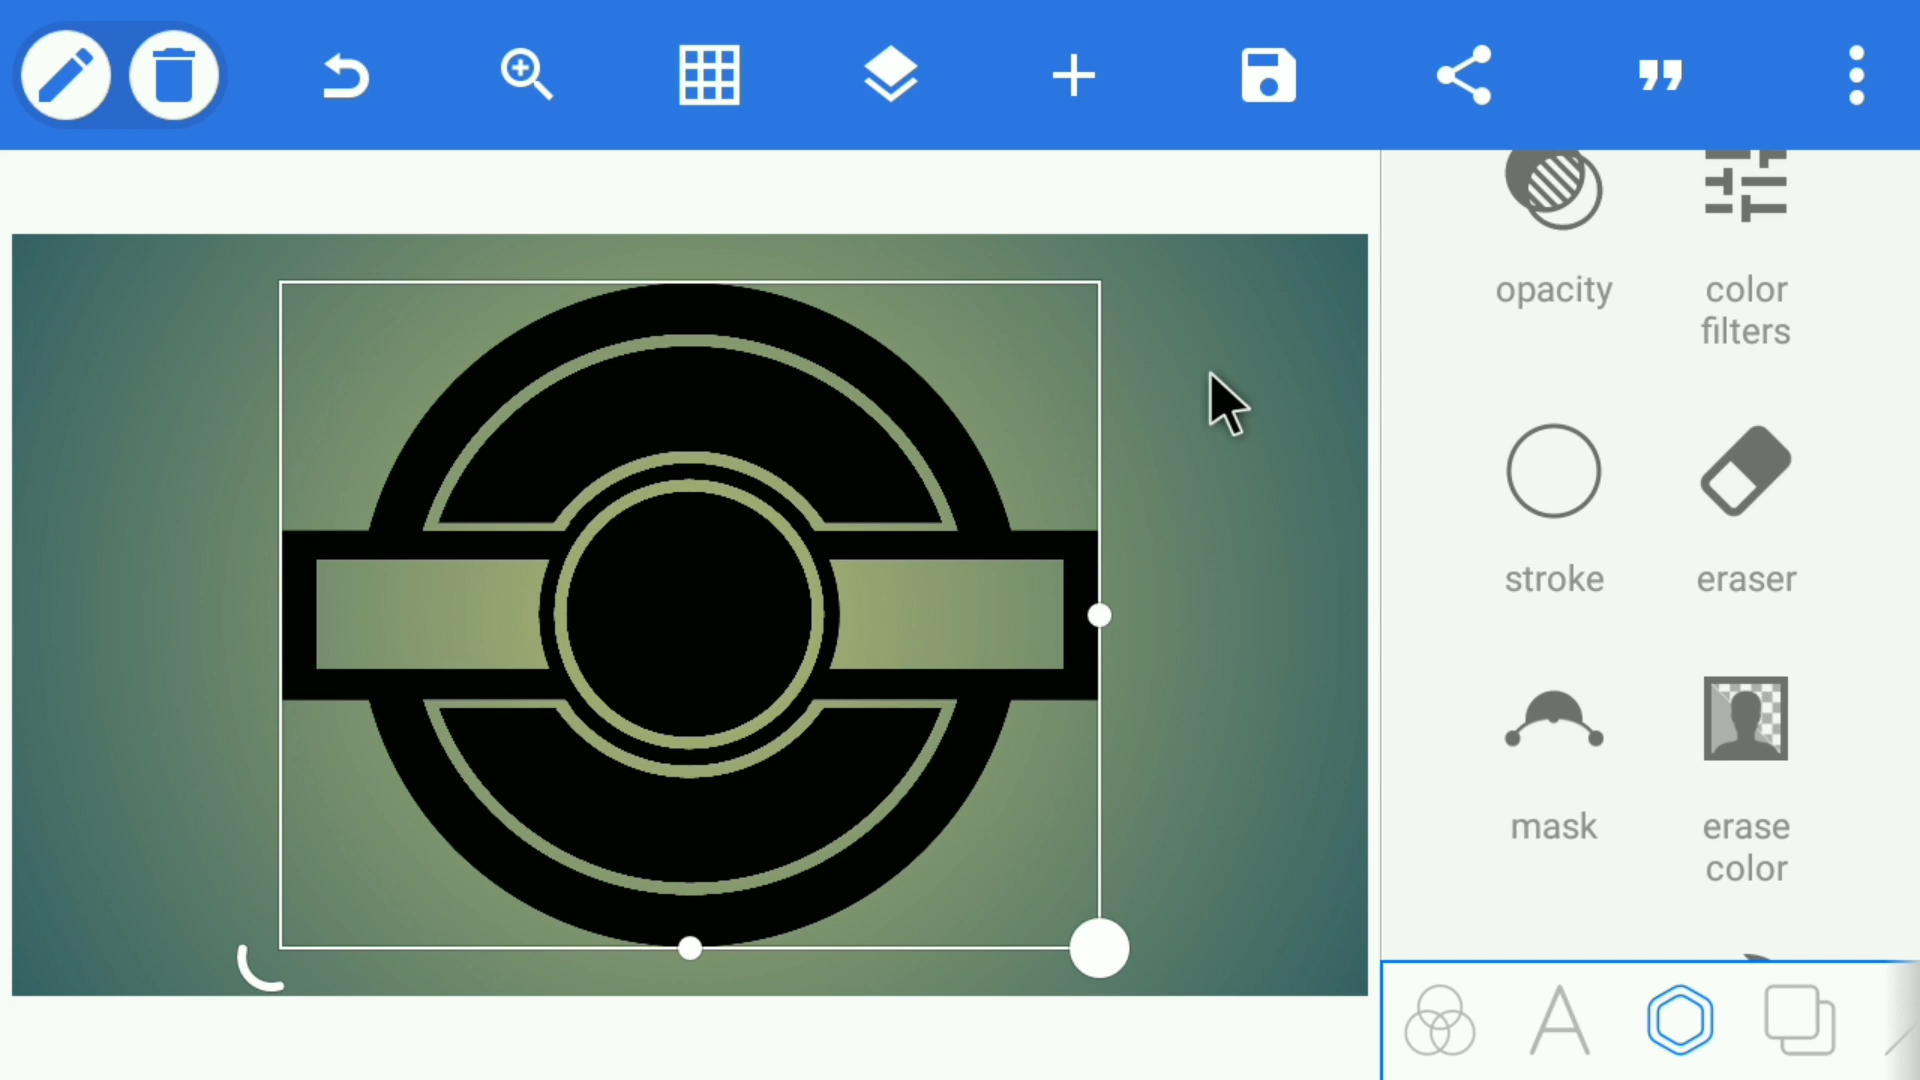 opacity
color
filters
stroke
eraser
mask
erase
color